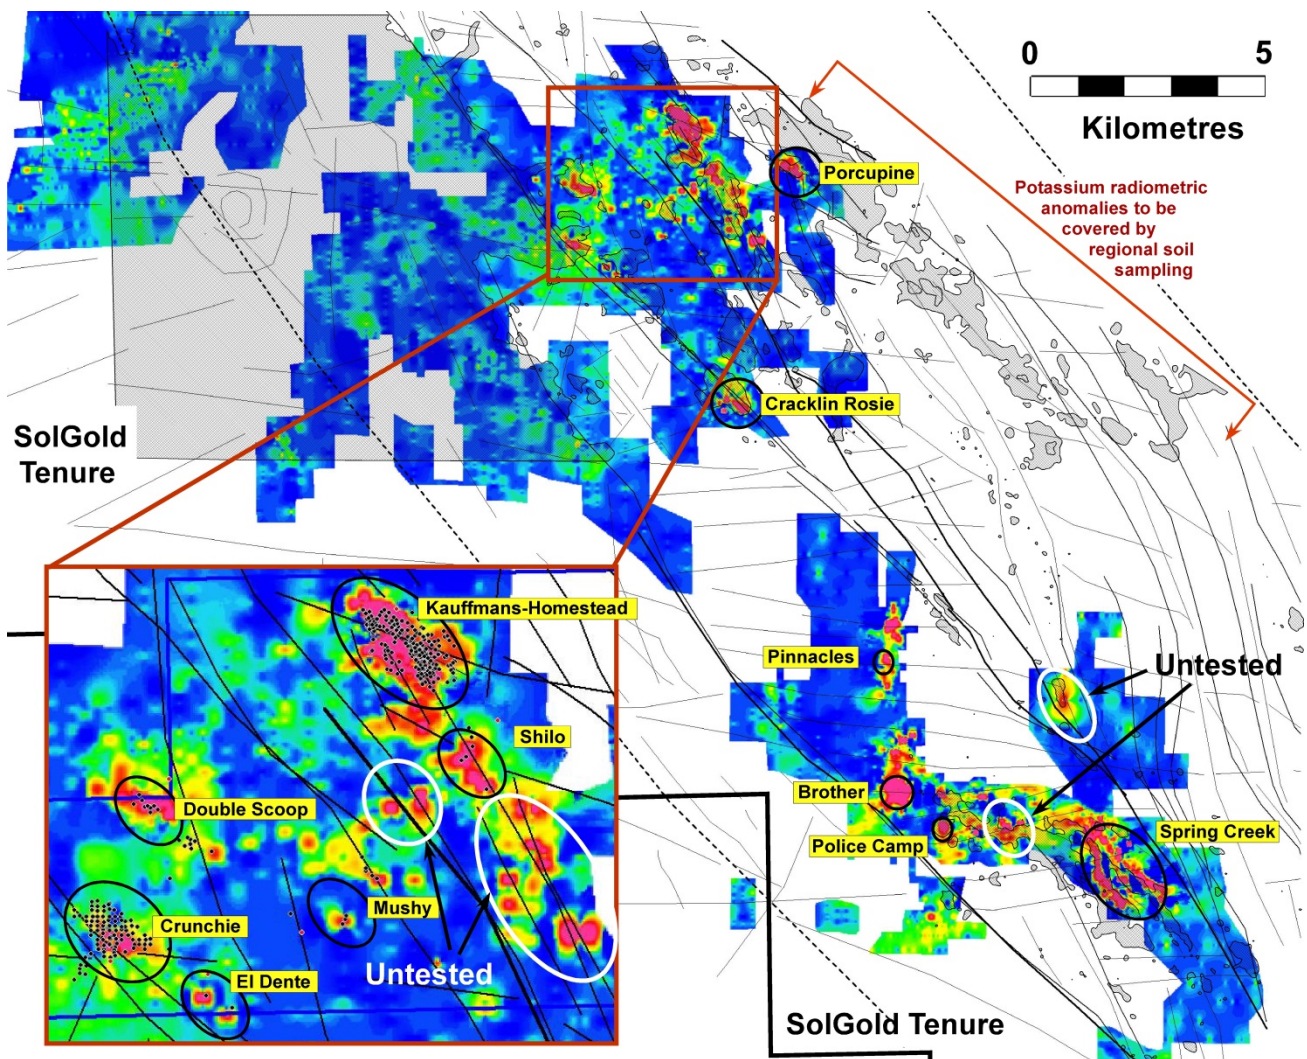 0 5
Kilometres
Porcupine
Potassium radiometric
anomalies to be
covered by
regional soil
sampling
Cracklin Rosie
SolGold
Tenure
Kauffmans-Homestead
Shilo
Double Scoop
Mushy
Crunchie
El Dente
Untested
Pinnacles
Untested
Brother
Police Camp
Spring Creek
SolGold Tenure